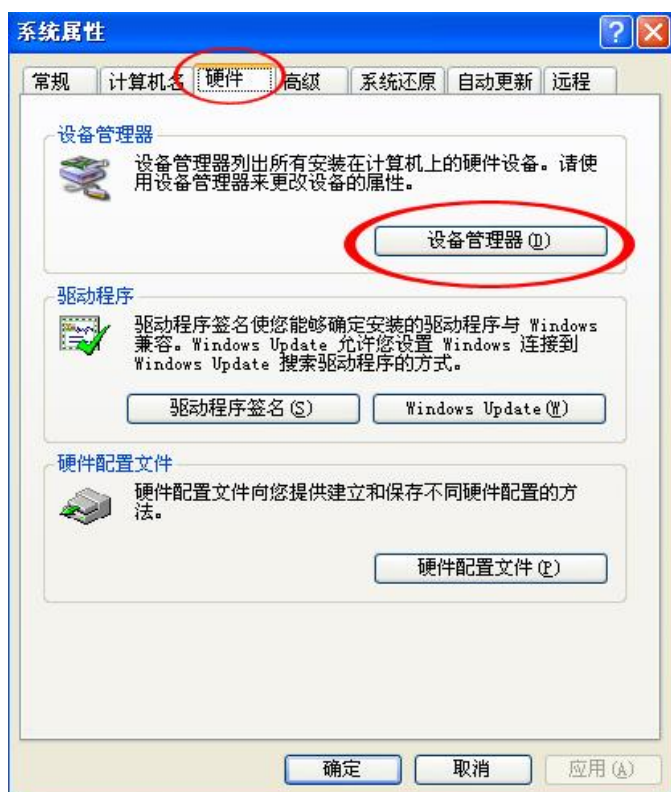 系统属性
常规 计算机名 硬件 高级 系统还原 自动更新 远程
设备管理器
设备管理器列出所有安装在计算机上的硬件设备。请使
用设备管理器来更改设备的属性。
设备管理器(D)
驱动程序
驱动程序签名使您能够确定安装的驱动程序与 Windows
兼容。Windows Update 允许您设置 Windows 连接到
Windows Update 搜索驱动程序的方式。
驱动程序签名(S) Windows Update(W)
硬件配置文件
硬件配置文件向您提供建立和保存不同硬件配置的方
法。
硬件配置文件(P)
确定 取消 应用(A)